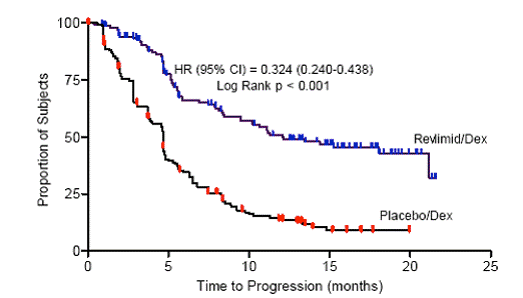 100
75
50
25
0
Proportion of Subjects
HR (95% CI) = 0.324 (0.240-0.438)
Log Rank p < 0.001
Revlimid/Dex
Placebo/Dex
0 5 10 15 20 25
Time to Progression (months)